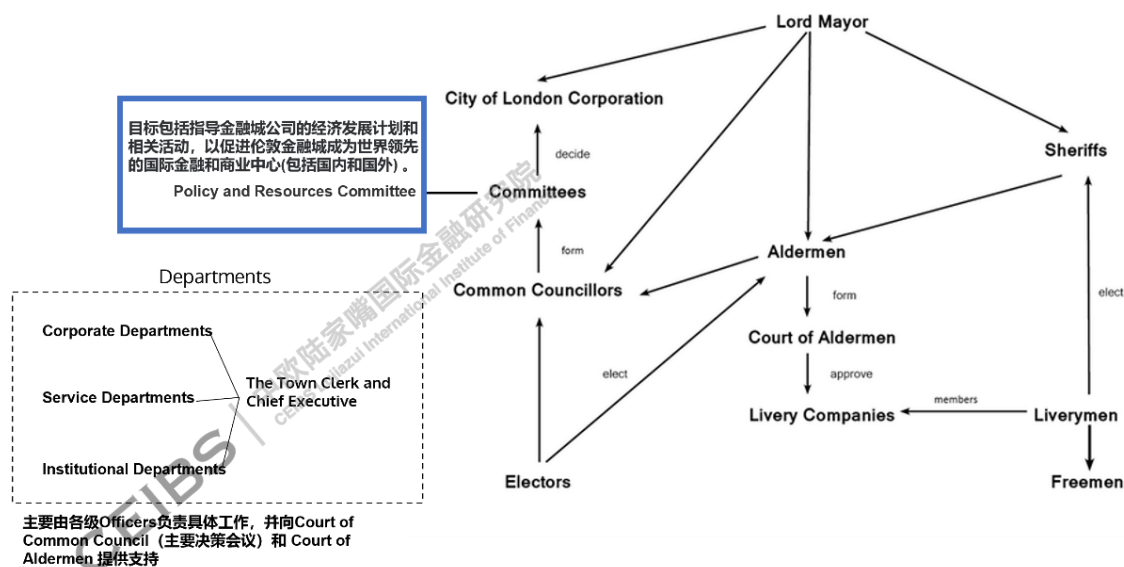 Lord Mayor
City of London Corporation
目标包括指导金融城公司的经济发展计划和
相关活动，以促进伦敦金融城成为世界领先
的国际金融和商业中心(包括国内和国外) 。
Policy and Resources Committee
decide
Committees
Sheriffs
form
Common Councillors
Aldermen
form
Court of Aldermen
elect
approve
elect
Livery Companies
members
Liverymen
Electors
Freemen
Departments
Corporate Departments
Service Departments
Institutional Departments
The Town Clerk and
Chief Executive
主要由各级Officers负责具体工作，并向Court of
Common Council（主要决策会议）和 Court of
Aldermen 提供支持
CEIBS
中欧陆家嘴国际金融研究院
International Institute of Finance